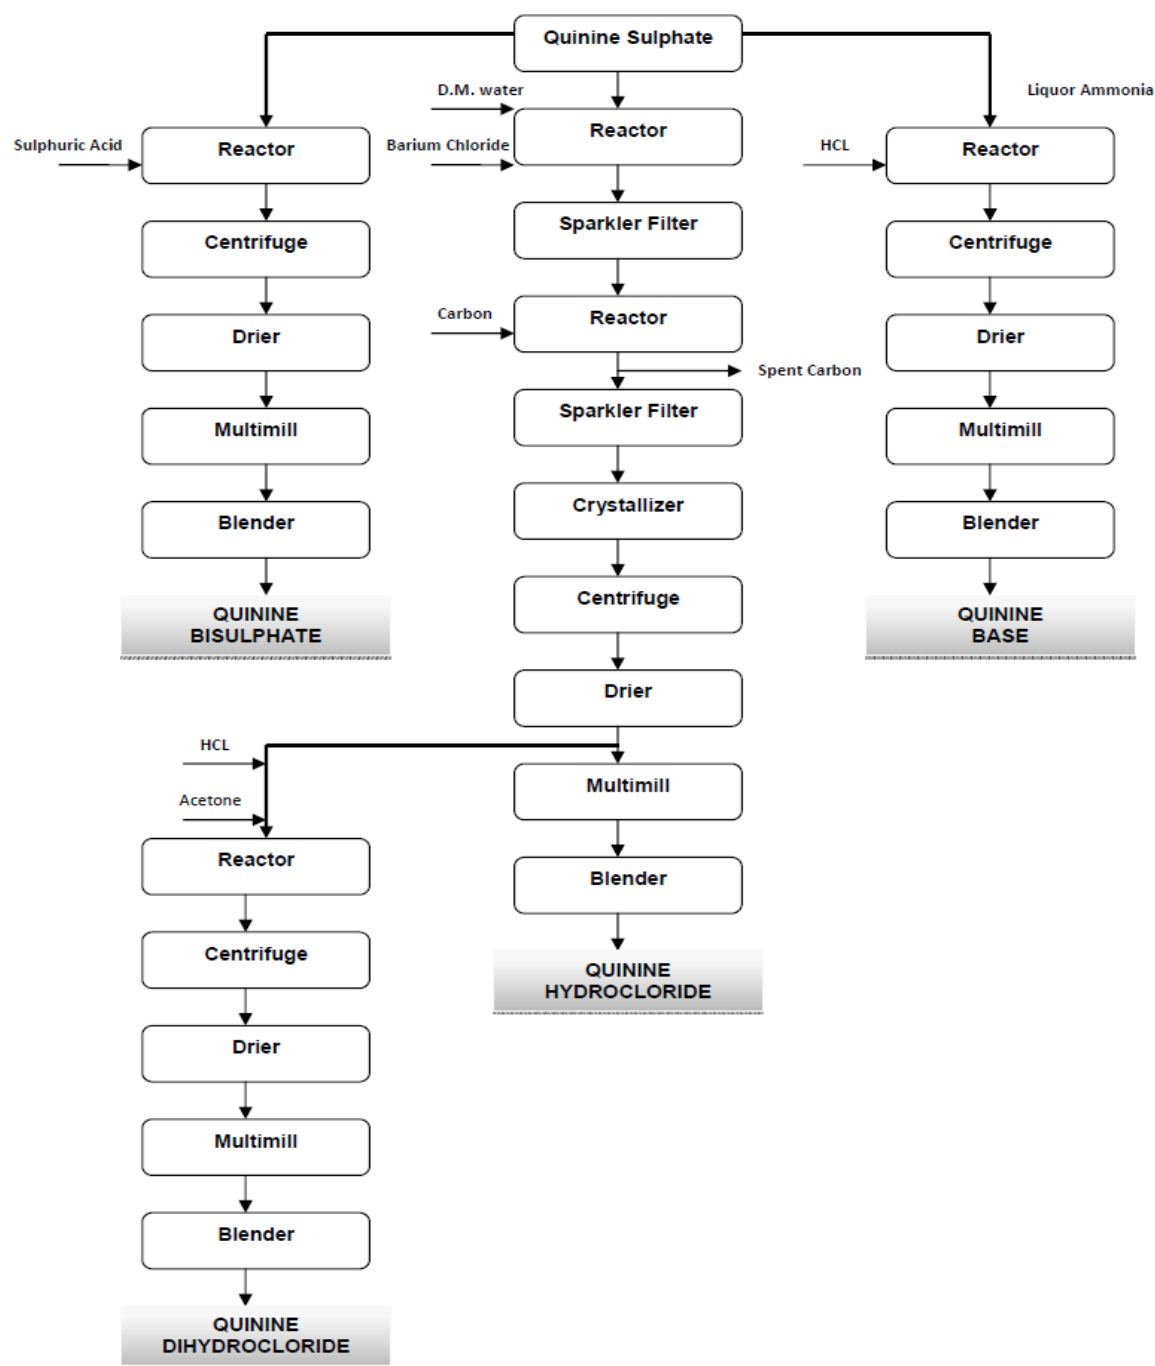 Quinine Sulphate
D.M. water
Liquor Ammonia
Sulphuric Acid
Reactor
Barium Chloride
Reactor
HCL
Reactor
Centrifuge
Sparkler Filter
Centrifuge
Drier
Carbon
Reactor
Drier
Spent Carbon
Multimill
Sparkler Filter
Multimill
Blender
Crystallizer
Blender
QUININE
BISULPHATE
Centrifuge
QUININE
BASE
Drier
HCL
Acetone
Multimill
Reactor
Blender
Centrifuge
QUININE
HYDROCLORIDE
Drier
Multimill
Blender
QUININE
DIHYDROCLORIDE